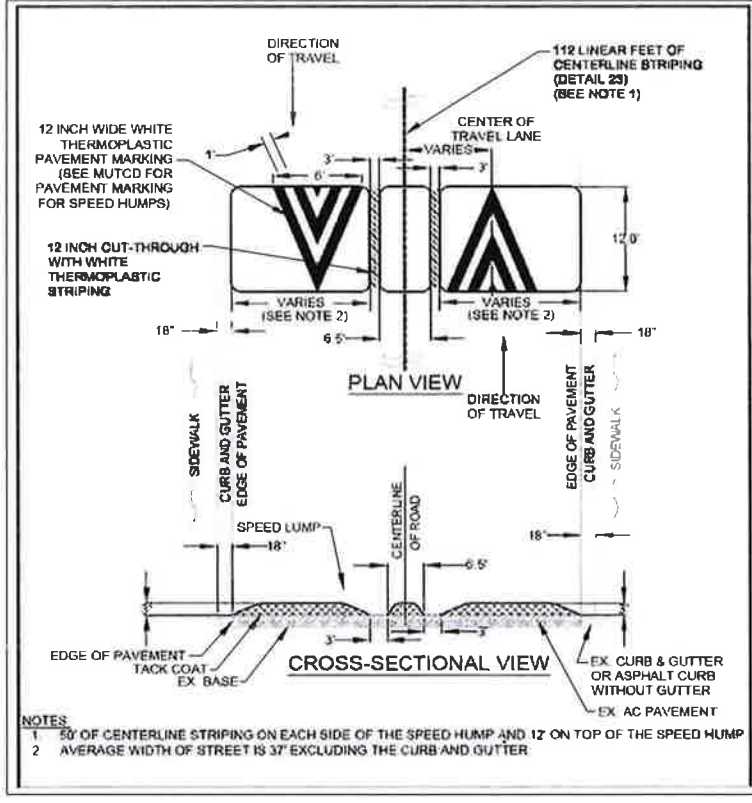 DIRECTION
OF TRAVEL
112 LINEAR FEET OF
CENTERLINE STRIPING
(DETAIL 23)
(SEE NOTE 1)
12 INCH WIDE WHITE
THERMOPLASTIC
PAVEMENT MARKING
(SEE MUTCD FOR
PAVEMENT MARKING
FOR SPEED HUMPS)
CENTER OF
TRAVEL LANE
VARIES
1'
3'
3'
6'
12 INCH CUT-THROUGH
WITH WHITE
THERMOPLASTIC
STRIPING
VARIES
(SEE NOTE 2)
VARIES
(SEE NOTE 2)
18"
18"
6.5'
PLAN VIEW
DIRECTION
OF TRAVEL
SIDEWALK
CURB AND GUTTER
EDGE OF PAVEMENT
EDGE OF PAVEMENT
CURB AND GUTTER
SIDEWALK
CENTERLINE
OF ROAD
SPEED LUMP
18"
18"
6.5'
3'
3'
EDGE OF PAVEMENT
TACK COAT
EX. BASE
CROSS-SECTIONAL VIEW
EX. CURB & GUTTER
OR ASPHALT CURB
WITHOUT GUTTER
EX. AC PAVEMENT
NOTES
1 50' OF CENTERLINE STRIPING ON EACH SIDE OF THE SPEED HUMP AND 12' ON TOP OF THE SPEED HUMP
2 AVERAGE WIDTH OF STREET IS 37' EXCLUDING THE CURB AND GUTTER